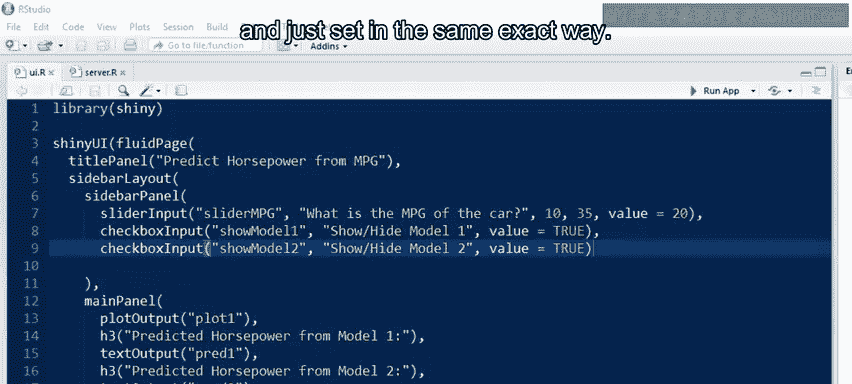 RStudio
File Edit Code View Plots Session Build
and just set in the same exact way.
Go to file/function Addins
ui.R server.R
Run App
1 library(shiny)
2
3 shinyUI(fluidPage(
4 titlePanel("Predict Horsepower from MPG"),
5 sidebarLayout(
6 sidebarPanel(
7 sliderInput("sliderMPG", "What is the MPG of the car?", 10, 35, value = 20),
8 checkboxInput("showModel1", "Show/Hide Model 1", value = TRUE),
9 checkboxInput("showModel2", "Show/Hide Model 2", value = TRUE)
10
11 ),
12 mainPanel(
13 plotOutput("plot1"),
14 h3("Predicted Horsepower from Model 1:"),
15 textOutput("pred1"),
16 h3("Predicted Horsepower from Model 2:"),